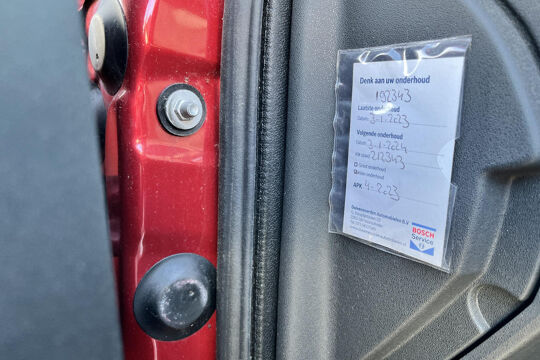 Denk aan uw onderhoud
192343
Laatste onderhoud
Datum: 3-1-2023
Volgende onderhoud
Datum: 3-1-2024
212343
Groot onderhoud
Klein onderhoud
APK 4-2023
BOSCH
Service